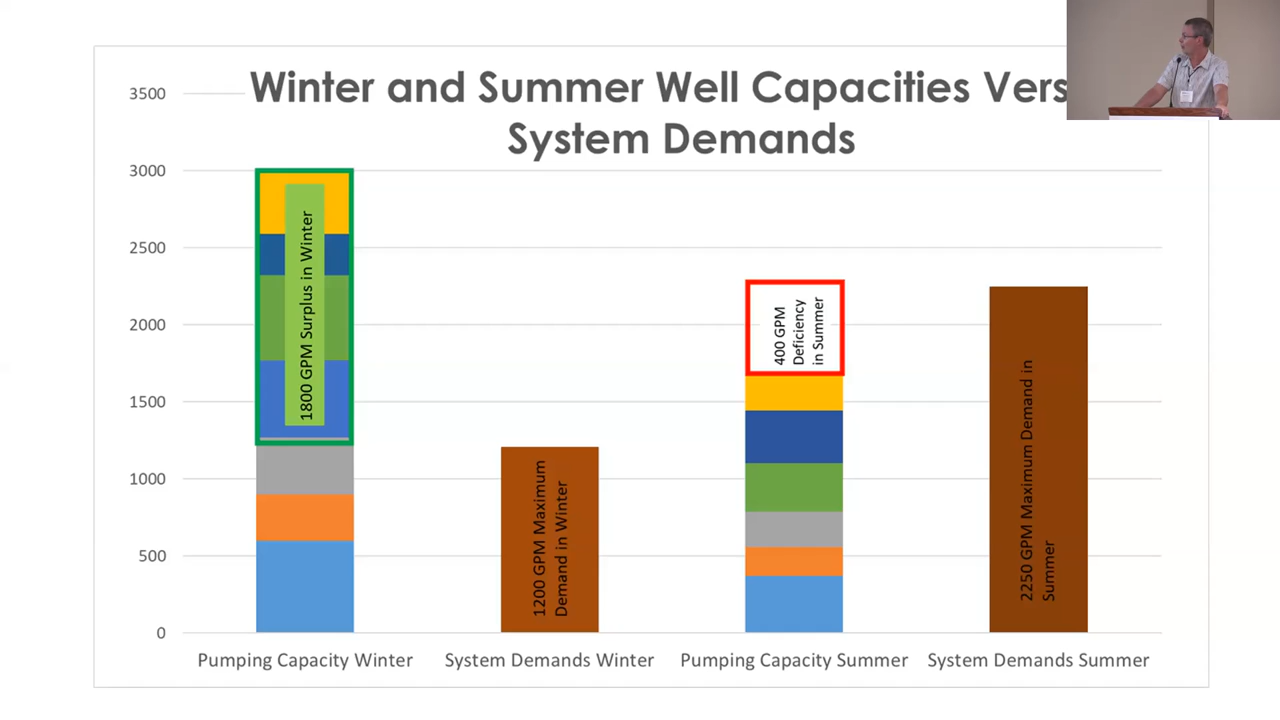 Winter and Summer Well Capacities Vers
System Demands
3500
3000
2500
2000
1500
1000
500
0
1800 GPM Surplus in Winter
1200 GPM Maximum
Demand in Winter
400 GPM
Deficiency
in Summer
2250 GPM Maximum Demand in
Summer
Pumping Capacity Winter
System Demands Winter
Pumping Capacity Summer
System Demands Summer